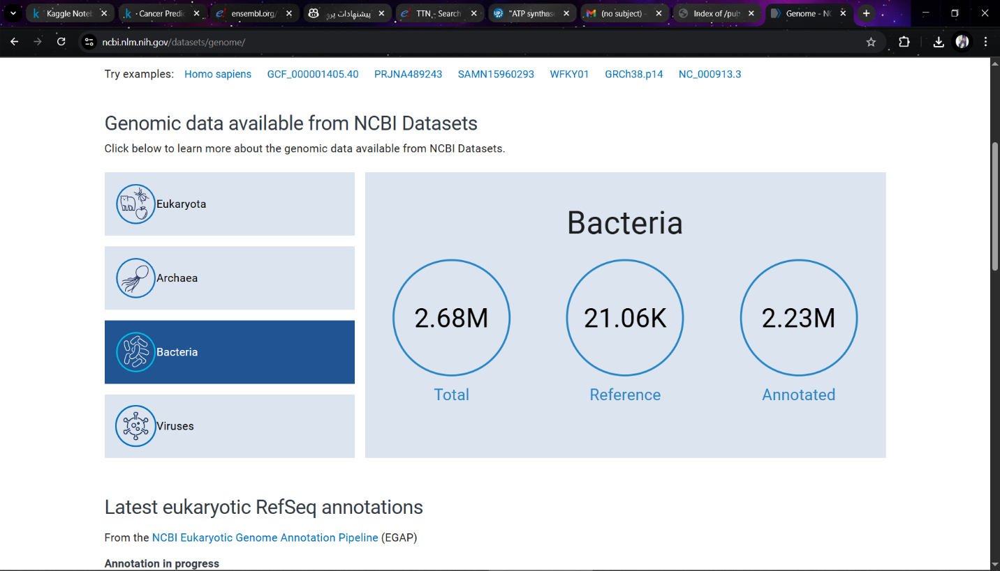 Kaggle Noteb
· Cancer Predic
ensembl.org/
پیشنهادات پرو
TTN - Search
"ATP synthas
(no subject) -
Index of /pub
Genome - NC
ncbi.nlm.nih.gov/datasets/genome/
Try examples: Homo sapiens GCF_000001405.40 PRJNA489243 SAMN15960293 WFKY01 GRCh38.p14 NC_000913.3
Genomic data available from NCBI Datasets
Click below to learn more about the genomic data available from NCBI Datasets.
Eukaryota
Archaea
Bacteria
Viruses
Bacteria
2.68M 21.06K 2.23M
Total Reference Annotated
Latest eukaryotic RefSeq annotations
From the NCBI Eukaryotic Genome Annotation Pipeline (EGAP)
Annotation in progress